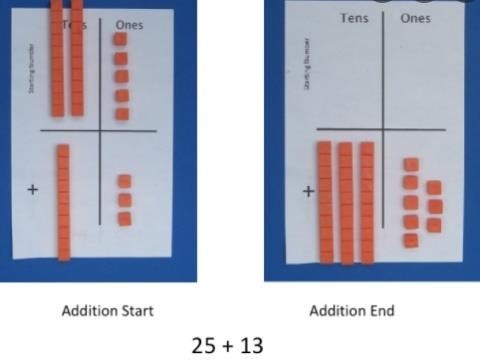 Tens Ones
Starting Number
+
Tens Ones
Starting Number
+
Addition Start
Addition End
25 + 13